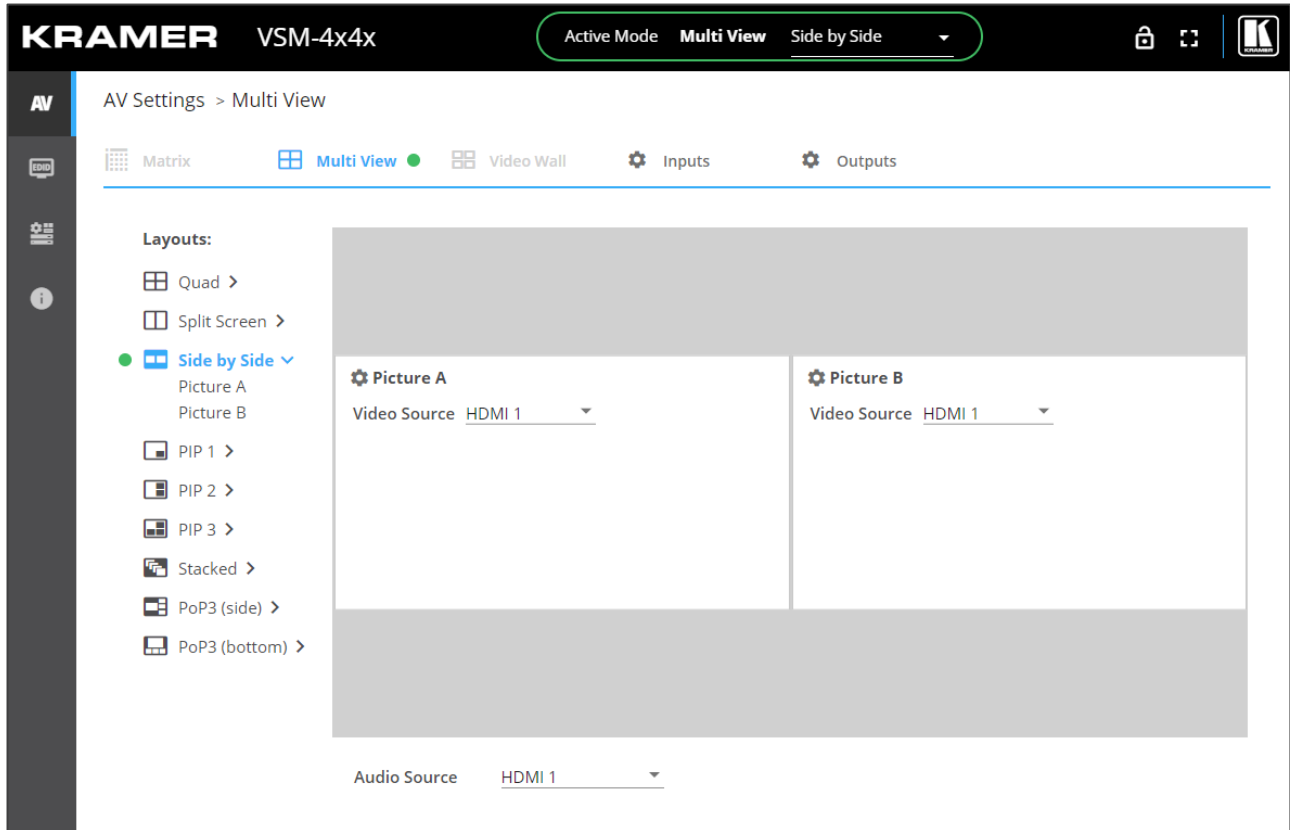 KRAMER VSM-4x4x Active Mode Multi View Side by Side
KRAMER
AV AV Settings > Multi View
EDID Matrix Multi View Video Wall Inputs Outputs
Layouts:
Quad
Split Screen
Side by Side
Picture A
Picture B
PIP 1
PIP 2
PIP 3
Stacked
PoP3 (side)
PoP3 (bottom)
Picture A
Video Source HDMI 1
Picture B
Video Source HDMI 1
Audio Source HDMI 1